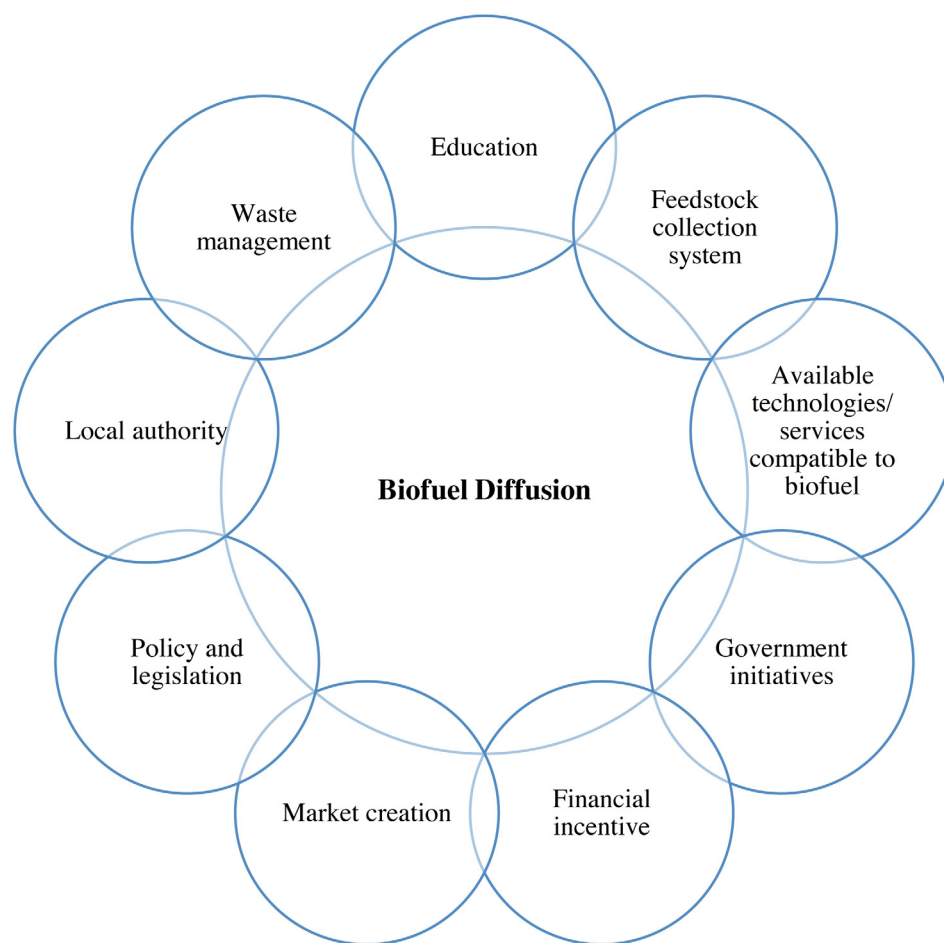 Education
Feedstock
collection
system
Available
technologies/
services
compatible to
biofuel
Government
initiatives
Financial
incentive
Market creation
Policy and
legislation
Local authority
Waste
management
Biofuel Diffusion